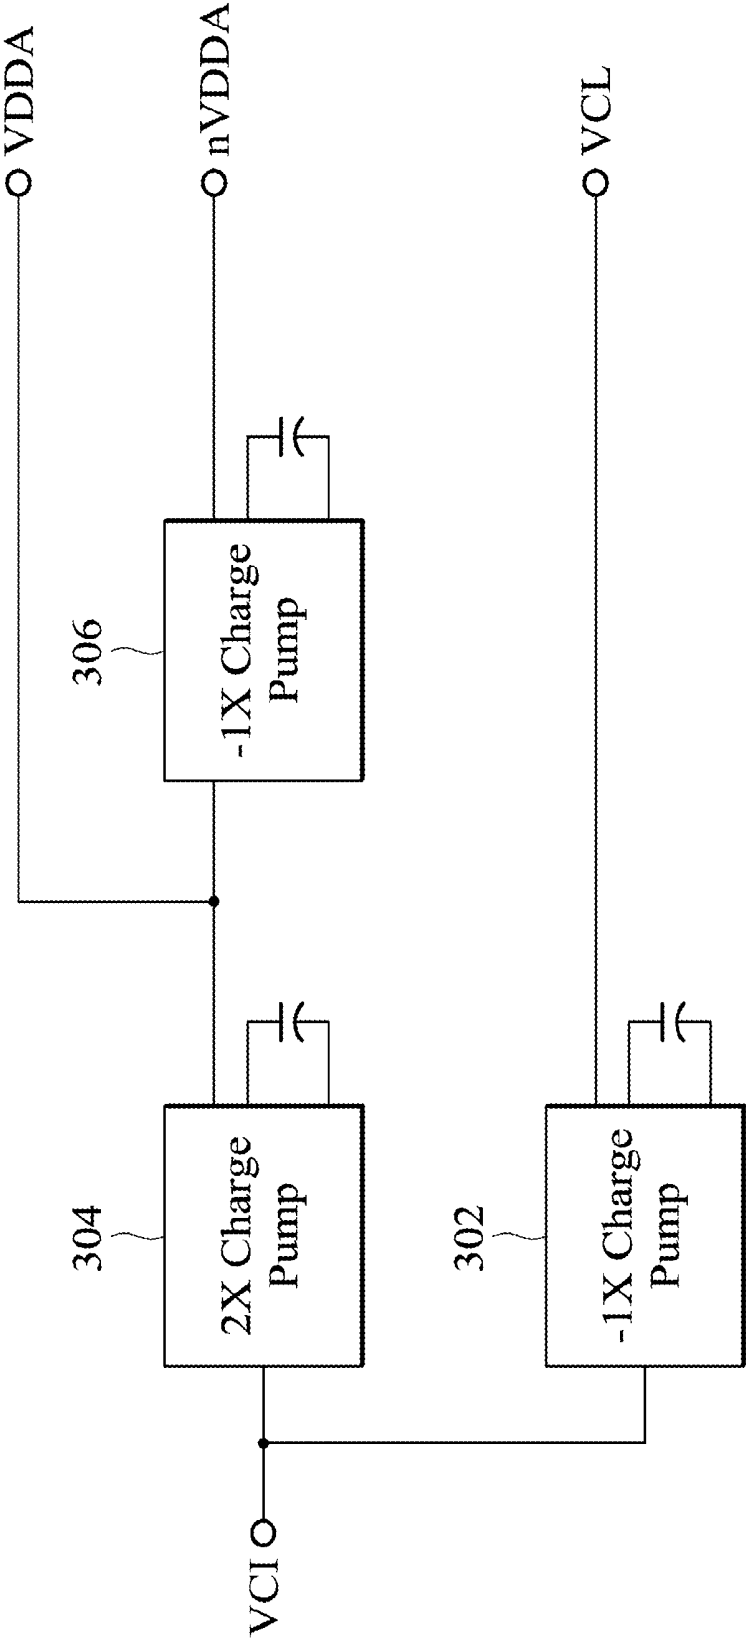 VDDA
304
306
2X Charge
Pump
-1X Charge
Pump
nVDDA
VCI
302
-1X Charge
Pump
VCL